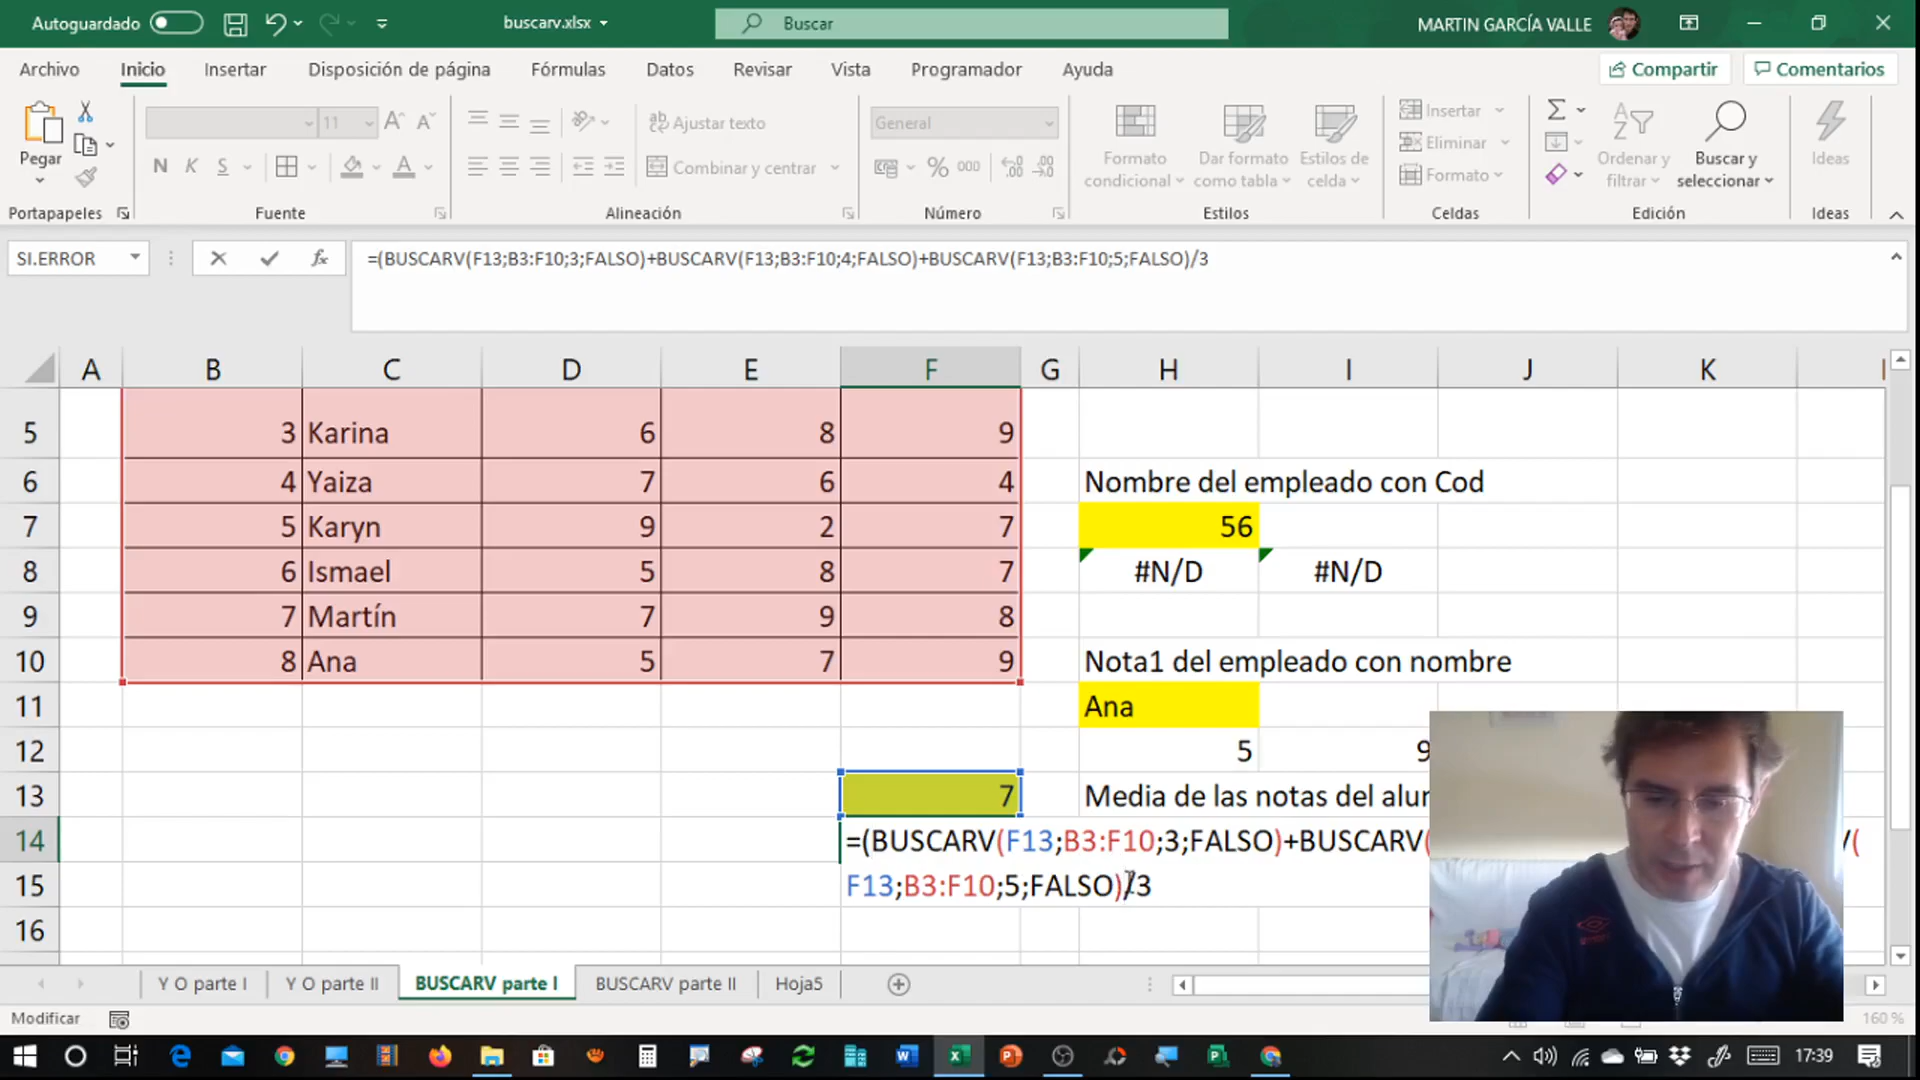 Autoguardado
buscarv.xlsx
Buscar
MARTIN GARCÍA VALLE
Archivo Inicio Insertar Disposición de página Fórmulas Datos Revisar Vista Programador Ayuda
Compartir Comentarios
Pegar
11
N K S
Ajustar texto
Combinar y centrar
General
% 000
Formato condicional
Dar formato como tabla
Estilos de celda
Insertar
Eliminar
Formato
Ordenar y filtrar
Buscar y seleccionar
Ideas
Portapapeles Fuente Alineación Número Estilos Celdas Edición Ideas
SI.ERROR
fx
=(BUSCARV(F13;B3:F10;3;FALSO)+BUSCARV(F13;B3:F10;4;FALSO)+BUSCARV(F13;B3:F10;5;FALSO)/3
A B C D E F G H I J K
5 3 Karina 6 8 9
6 4 Yaiza 7 6 4 Nombre del empleado con Cod
7 5 Karyn 9 2 7 56
8 6 Ismael 5 8 7 #N/D #N/D
9 7 Martín 7 9 8
10 8 Ana 5 7 9 Nota1 del empleado con nombre
11 Ana
12 5 9
13 7 Media de las notas del alu
14 =(BUSCARV(F13;B3:F10;3;FALSO)+BUSCARV( (
15 F13;B3:F10;5;FALSO)/3
16
Y O parte I Y O parte II BUSCARV parte I BUSCARV parte II Hoja5
Modificar
160 %
17:39